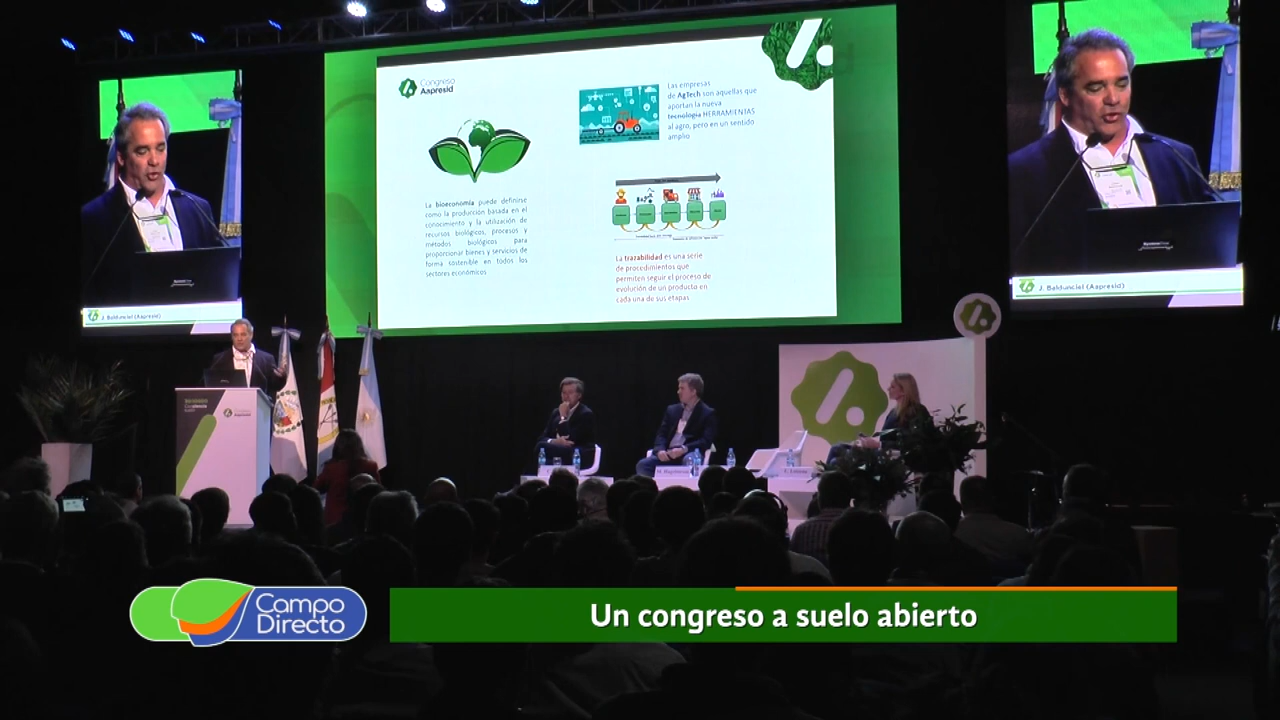 Congreso
Aapresid
Las empresas
de AgTech son aquellas que
aportan la nueva
tecnología HERRAMIENTAS
al agro, pero en un sentido
amplio
La bioeconomía puede definirse
como la producción basada en el
conocimiento y la utilización de
recursos biológicos, procesos y
métodos biológicos para
proporcionar bienes y servicios de
forma sostenible en todos los
sectores económicos
La trazabilidad es una serie
de procedimientos que
permiten seguir el proceso de
evolución de un producto en
cada una de sus etapas
J. Baldunciel (Aapresid)
J. Baldunciel (Aapresid)
Campo
Directo
Un congreso a suelo abierto